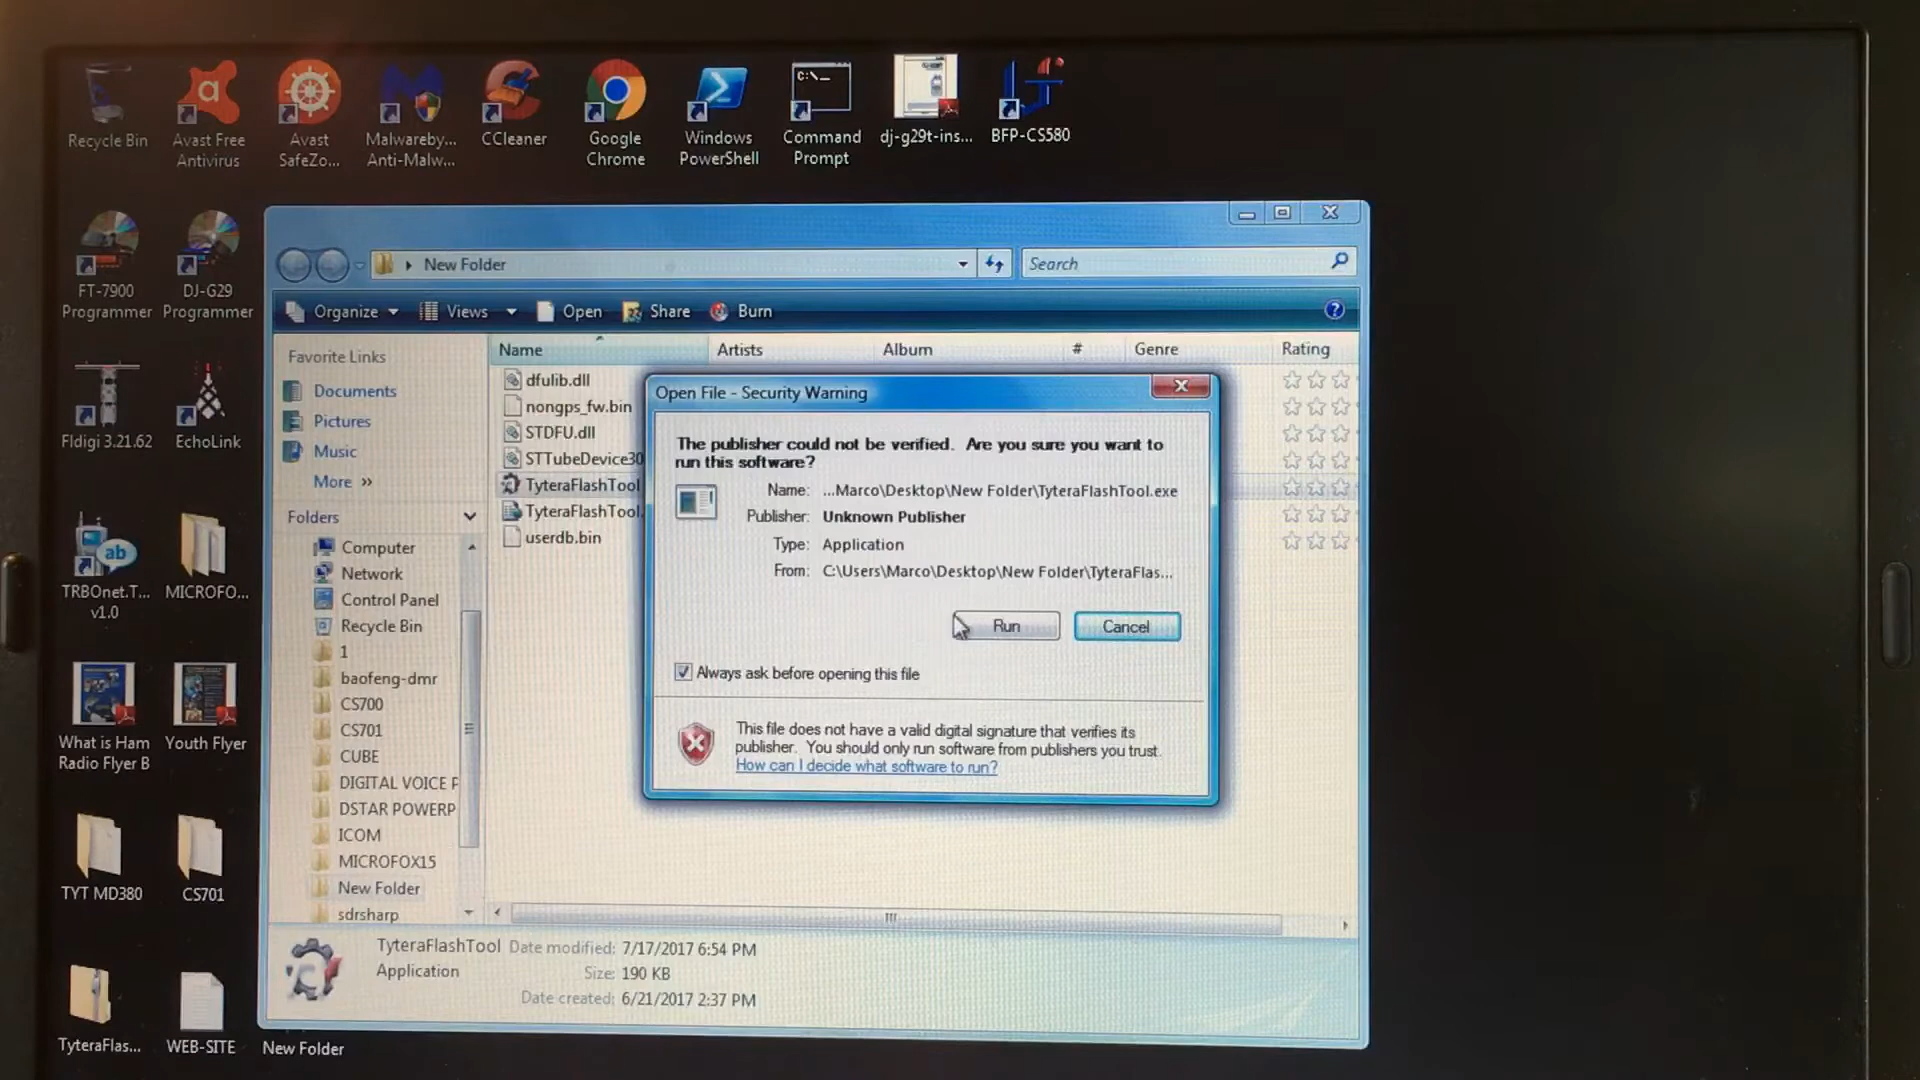 Recycle Bin
Avast Free
Antivirus
Avast
SafeZo...
Malwareby...
Anti-Malw...
CCleaner
Google
Chrome
Windows
PowerShell
C:\_
Command
Prompt
dj-g29t-ins...
BFP-CS580
FT-7900
Programmer
DJ-G29
Programmer
Fldigi 3.21.62
EchoLink
TRBOnet.T...
v1.0
MICROFO...
What is Ham
Radio Flyer B
Youth Flyer
TYT MD380
CS701
TyteraFlas...
WEB-SITE
New Folder
New Folder
Search
Organize
Views
Open
Share
Burn
Favorite Links
Documents
Pictures
Music
More »
Folders
Computer
Network
Control Panel
Recycle Bin
1
baofeng-dmr
CS700
CS701
CUBE
DIGITAL VOICE P
DSTAR POWERP
ICOM
MICROFOX15
New Folder
sdrsharp
Name Artists Album # Genre Rating
dfulib.dll
nongps_fw.bin
STDFU.dll
STTubeDevice30
TyteraFlashTool
TyteraFlashTool.
userdb.bin
Open File - Security Warning
The publisher could not be verified. Are you sure you want to
run this software?
Name: ...Marco\Desktop\New Folder\TyteraFlashTool.exe
Publisher: Unknown Publisher
Type: Application
From: C:\Users\Marco\Desktop\New Folder\TyteraFlas...
Run
Cancel
Always ask before opening this file
This file does not have a valid digital signature that verifies its
publisher. You should only run software from publishers you trust.
How can I decide what software to run?
TyteraFlashTool Date modified: 7/17/2017 6:54 PM
Application Size: 190 KB
Date created: 6/21/2017 2:37 PM